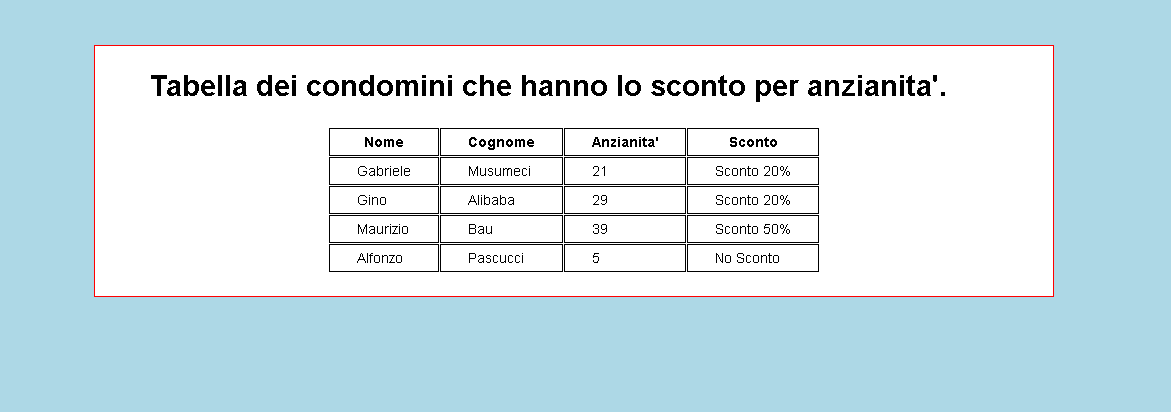 Tabella dei condomini che hanno lo sconto per anzianita'.
Nome Cognome Anzianita' Sconto
Gabriele Musumeci 21 Sconto 20%
Gino Alibaba 29 Sconto 20%
Maurizio Bau 39 Sconto 50%
Alfonzo Pascucci 5 No Sconto